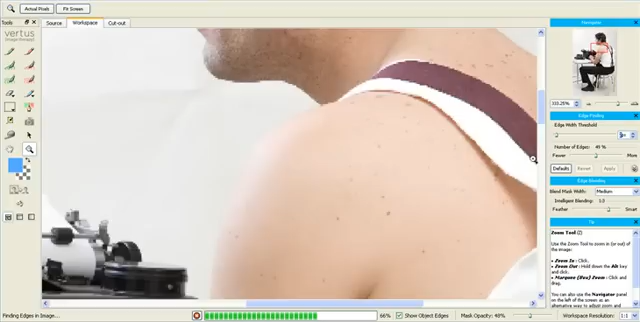 Actual Pixels Fit Screen
Tools
Source Workspace Cut-out
Navigator
vertus
333.25%
Edge Finding
Edge Width Threshold
Number of Edges: 49 %
Fewer More
Defaults Reset Apply
Edge Blending
Blend Mask Width: Medium
Intelligent Blending: 1.0
Feather Smart
Tip
Zoom Tool (Z)
Use the Zoom Tool to zoom in (or out) of the image:
• Zoom In: Click.
• Zoom Out: Hold down the Alt key and click.
• Marquee (Box) Zoom: Click and drag.
You can also use the Navigator panel on the left of the screen as an alternative way to adjust zoom and
Finding Edges in Image... 66% Show Object Edges Mask Opacity: 48% Workspace Resolution: 1:1